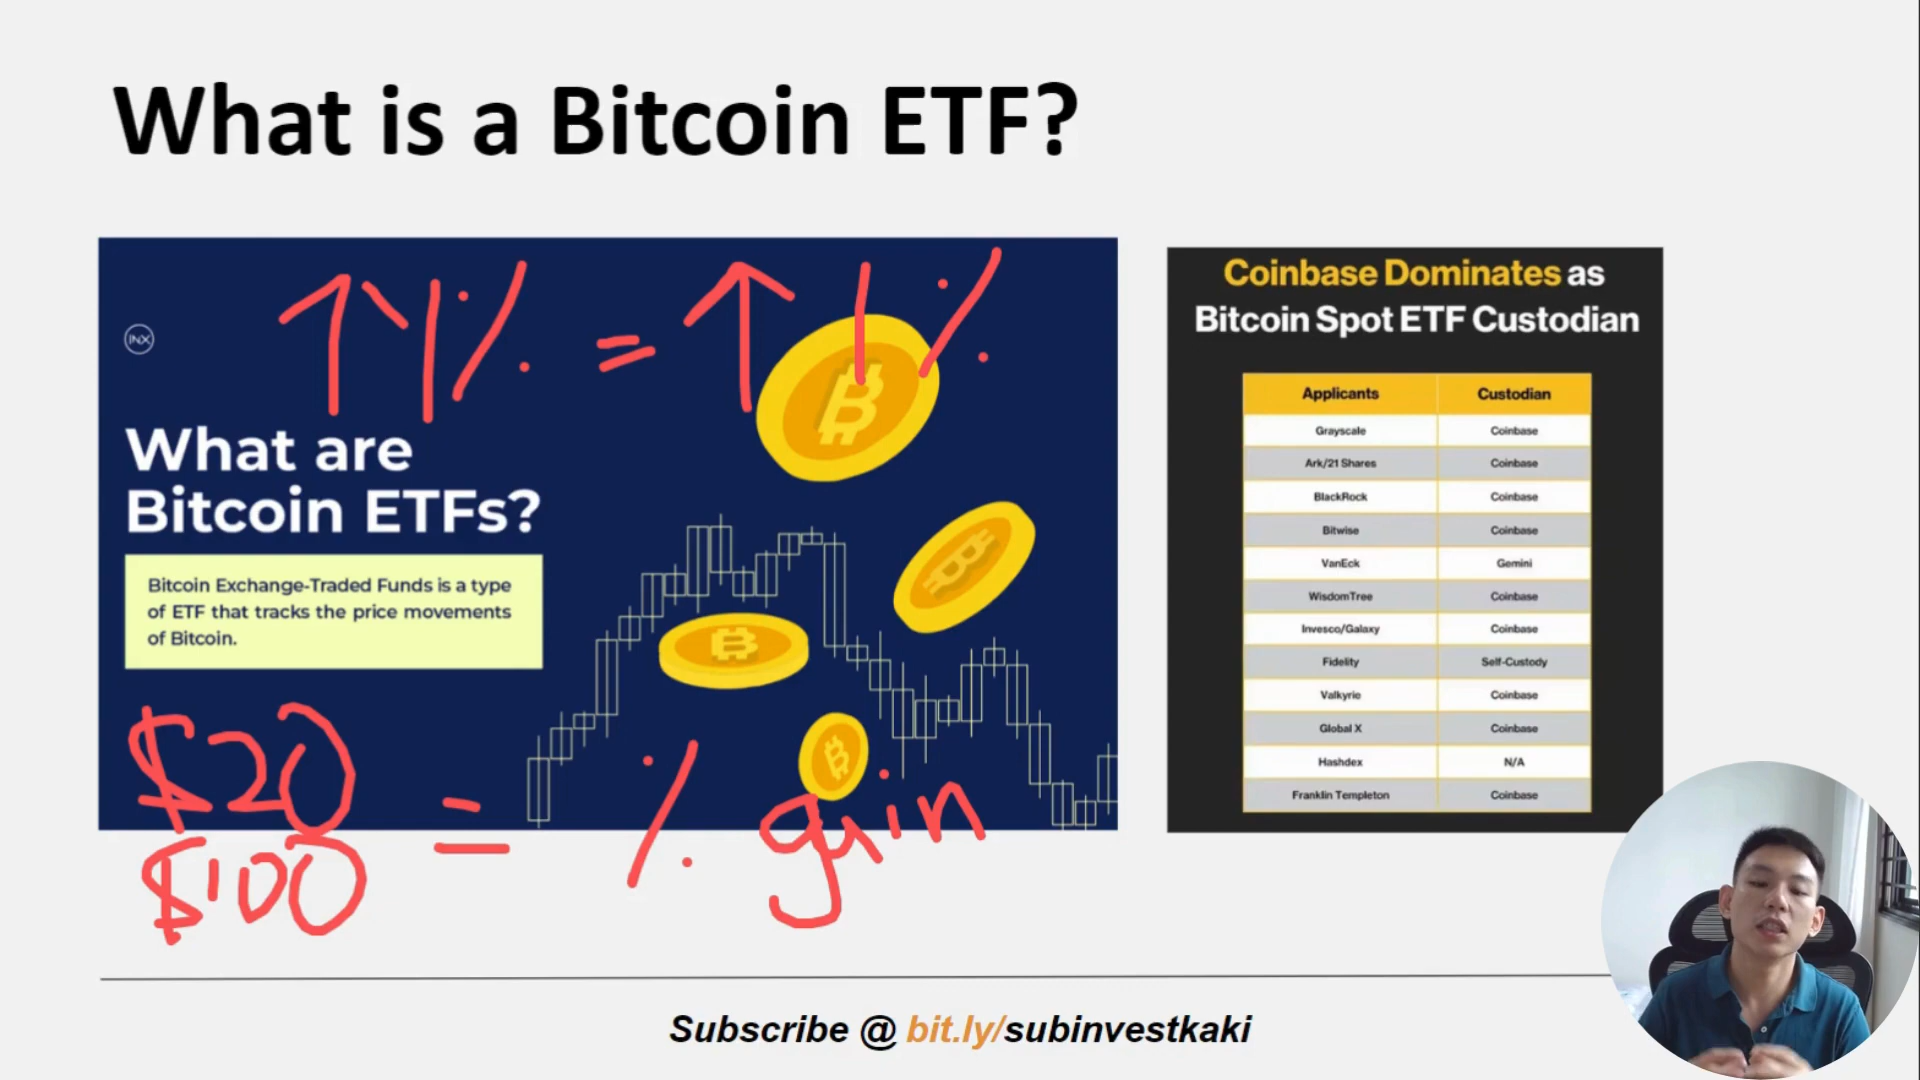 What is a Bitcoin ETF?
↑1% = ↑1%
INX
What are
Bitcoin ETFs?
Bitcoin Exchange-Traded Funds is a type
of ETF that tracks the price movements
of Bitcoin.
$20
$100
= % gain
Coinbase Dominates as
Bitcoin Spot ETF Custodian
Applicants Custodian
Grayscale Coinbase
Ark/21 Shares Coinbase
BlackRock Coinbase
Bitwise Coinbase
VanEck Gemini
WisdomTree Coinbase
Invesco/Galaxy Coinbase
Fidelity Self-Custody
Valkyrie Coinbase
Global X Coinbase
Hashdex N/A
Franklin Templeton Coinbase
Subscribe @ bit.ly/subinvestkaki